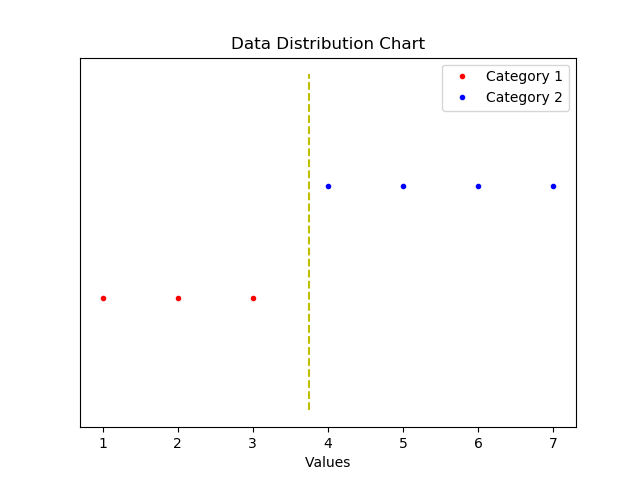 Data Distribution Chart
Category 1
Category 2
1 2 3 4 5 6 7
Values